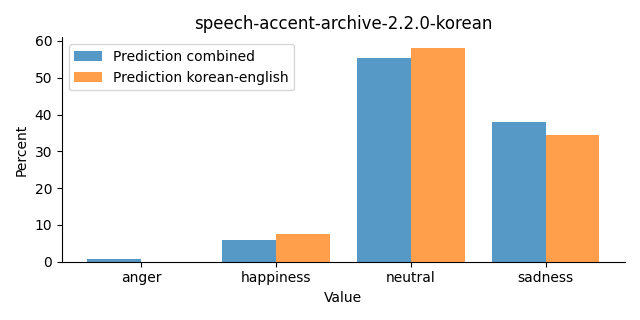 speech-accent-archive-2.2.0-korean
Prediction combined
Prediction korean-english
Percent
60
50
40
30
20
10
0
anger happiness neutral sadness
Value